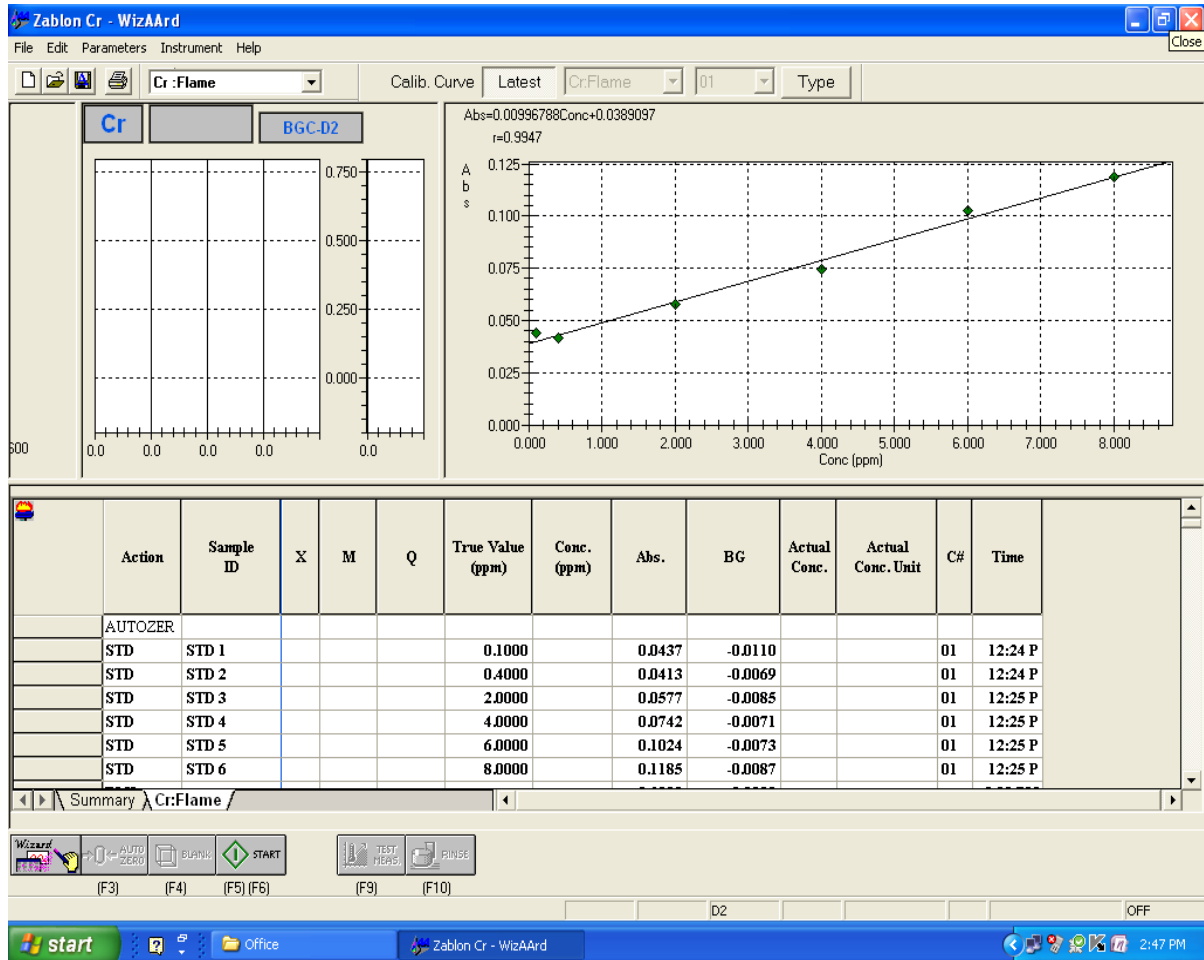 Zablon Cr - WizAArd
Close
File Edit Parameters Instrument Help
Cr :Flame Calib. Curve Latest Cr:Flame 01 Type
Cr BGC-D2
0.750
0.500
0.250
0.000
600 0.0 0.0 0.0 0.0 0.0
Abs=0.00996788Conc+0.0389097
r=0.9947
Abs
0.125
0.100
0.075
0.050
0.025
0.000
0.000 1.000 2.000 3.000 4.000 5.000 6.000 7.000 8.000
Conc (ppm)
Action Sample ID X M Q True Value (ppm) Conc. (ppm) Abs. BG Actual Conc. Actual Conc. Unit C# Time
AUTOZER
STD STD 1 0.1000 0.0437 -0.0110 01 12:24 P
STD STD 2 0.4000 0.0413 -0.0069 01 12:24 P
STD STD 3 2.0000 0.0577 -0.0085 01 12:25 P
STD STD 4 4.0000 0.0742 -0.0071 01 12:25 P
STD STD 5 6.0000 0.1024 -0.0073 01 12:25 P
STD STD 6 8.0000 0.1185 -0.0087 01 12:25 P
Summary Cr:Flame
Wizard AUTO ZERO BLANK START TEST MEAS. RINSE
(F3) (F4) (F5) (F6) (F9) (F10)
D2 OFF
start Office Zablon Cr - WizAArd 2:47 PM